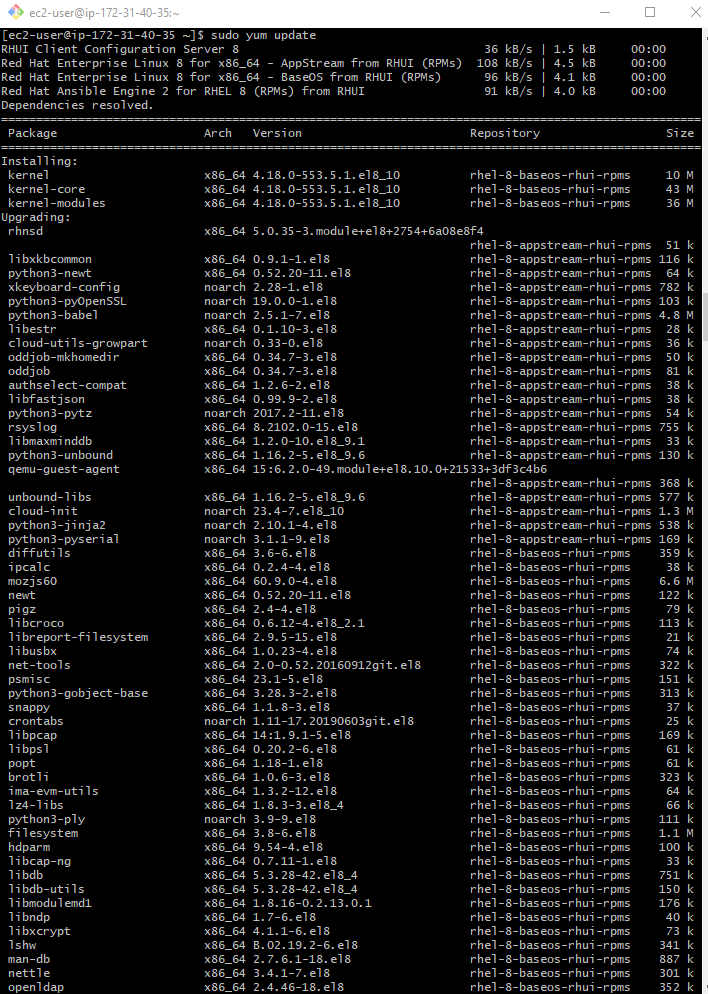 ec2-user@ip-172-31-40-35:~
[ec2-user@ip-172-31-40-35 ~]$ sudo yum update
RHUI Client Configuration Server 8 36 kB/s | 1.5 kB 00:00
Red Hat Enterprise Linux 8 for x86_64 - AppStream from RHUI (RPMs) 108 kB/s | 4.5 kB 00:00
Red Hat Enterprise Linux 8 for x86_64 - BaseOS from RHUI (RPMs) 96 kB/s | 4.1 kB 00:00
Red Hat Ansible Engine 2 for RHEL 8 (RPMs) from RHUI 91 kB/s | 4.0 kB 00:00
Dependencies resolved.
====================================================================================================
Package Arch Version Repository Size
====================================================================================================
Installing:
kernel x86_64 4.18.0-553.5.1.el8_10 rhel-8-baseos-rhui-rpms 10 M
kernel-core x86_64 4.18.0-553.5.1.el8_10 rhel-8-baseos-rhui-rpms 43 M
kernel-modules x86_64 4.18.0-553.5.1.el8_10 rhel-8-baseos-rhui-rpms 36 M
Upgrading:
rhnsd x86_64 5.0.35-3.module+el8+2754+6a08e8f4
rhel-8-appstream-rhui-rpms 51 k
libxkbcommon x86_64 0.9.1-1.el8 rhel-8-appstream-rhui-rpms 116 k
python3-newt x86_64 0.52.20-11.el8 rhel-8-appstream-rhui-rpms 64 k
xkeyboard-config noarch 2.28-1.el8 rhel-8-appstream-rhui-rpms 782 k
python3-pyOpenSSL noarch 19.0.0-1.el8 rhel-8-appstream-rhui-rpms 103 k
python3-babel noarch 2.5.1-7.el8 rhel-8-appstream-rhui-rpms 4.8 M
libestr x86_64 0.1.10-3.el8 rhel-8-appstream-rhui-rpms 28 k
cloud-utils-growpart noarch 0.33-0.el8 rhel-8-appstream-rhui-rpms 36 k
oddjob-mkhomedir x86_64 0.34.7-3.el8 rhel-8-appstream-rhui-rpms 50 k
oddjob x86_64 0.34.7-3.el8 rhel-8-appstream-rhui-rpms 81 k
authselect-compat x86_64 1.2.6-2.el8 rhel-8-appstream-rhui-rpms 38 k
libfastjson x86_64 0.99.9-2.el8 rhel-8-appstream-rhui-rpms 38 k
python3-pytz noarch 2017.2-11.el8 rhel-8-appstream-rhui-rpms 54 k
rsyslog x86_64 8.2102.0-15.el8 rhel-8-appstream-rhui-rpms 755 k
libmaxminddb x86_64 1.2.0-10.el8_9.1 rhel-8-appstream-rhui-rpms 33 k
python3-unbound x86_64 1.16.2-5.el8_9.6 rhel-8-appstream-rhui-rpms 130 k
qemu-guest-agent x86_64 15:6.2.0-49.module+el8.10.0+21533+3df3c4b6
rhel-8-appstream-rhui-rpms 368 k
unbound-libs x86_64 1.16.2-5.el8_9.6 rhel-8-appstream-rhui-rpms 577 k
cloud-init noarch 23.4-7.el8_10 rhel-8-appstream-rhui-rpms 1.3 M
python3-jinja2 noarch 2.10.1-4.el8 rhel-8-appstream-rhui-rpms 538 k
python3-pyserial noarch 3.1.1-9.el8 rhel-8-appstream-rhui-rpms 169 k
diffutils x86_64 3.6-6.el8 rhel-8-baseos-rhui-rpms 359 k
ipcalc x86_64 0.2.4-4.el8 rhel-8-baseos-rhui-rpms 38 k
mozjs60 x86_64 60.9.0-4.el8 rhel-8-baseos-rhui-rpms 6.6 M
newt x86_64 0.52.20-11.el8 rhel-8-baseos-rhui-rpms 122 k
pigz x86_64 2.4-4.el8 rhel-8-baseos-rhui-rpms 79 k
libcroco x86_64 0.6.12-4.el8_2.1 rhel-8-baseos-rhui-rpms 113 k
libreport-filesystem x86_64 2.9.5-15.el8 rhel-8-baseos-rhui-rpms 21 k
libusbx x86_64 1.0.23-4.el8 rhel-8-baseos-rhui-rpms 74 k
net-tools x86_64 2.0-0.52.20160912git.el8 rhel-8-baseos-rhui-rpms 322 k
psmisc x86_64 23.1-5.el8 rhel-8-baseos-rhui-rpms 151 k
python3-gobject-base x86_64 3.28.3-2.el8 rhel-8-baseos-rhui-rpms 313 k
snappy x86_64 1.1.8-3.el8 rhel-8-baseos-rhui-rpms 37 k
crontabs noarch 1.11-17.20190603git.el8 rhel-8-baseos-rhui-rpms 25 k
libpcap x86_64 14:1.9.1-5.el8 rhel-8-baseos-rhui-rpms 169 k
libpsl x86_64 0.20.2-6.el8 rhel-8-baseos-rhui-rpms 61 k
popt x86_64 1.18-1.el8 rhel-8-baseos-rhui-rpms 61 k
brotli x86_64 1.0.6-3.el8 rhel-8-baseos-rhui-rpms 323 k
ima-evm-utils x86_64 1.3.2-12.el8 rhel-8-baseos-rhui-rpms 64 k
lz4-libs x86_64 1.8.3-3.el8_4 rhel-8-baseos-rhui-rpms 66 k
python3-ply noarch 3.9-9.el8 rhel-8-baseos-rhui-rpms 111 k
filesystem x86_64 3.8-6.el8 rhel-8-baseos-rhui-rpms 1.1 M
hdparm x86_64 9.54-4.el8 rhel-8-baseos-rhui-rpms 100 k
libcap-ng x86_64 0.7.11-1.el8 rhel-8-baseos-rhui-rpms 33 k
libdb x86_64 5.3.28-42.el8_4 rhel-8-baseos-rhui-rpms 751 k
libdb-utils x86_64 5.3.28-42.el8_4 rhel-8-baseos-rhui-rpms 150 k
libmodulemd1 x86_64 1.8.16-0.2.13.0.1 rhel-8-baseos-rhui-rpms 176 k
libndp x86_64 1.7-6.el8 rhel-8-baseos-rhui-rpms 40 k
libxcrypt x86_64 4.1.1-6.el8 rhel-8-baseos-rhui-rpms 73 k
lshw x86_64 B.02.19.2-6.el8 rhel-8-baseos-rhui-rpms 341 k
man-db x86_64 2.7.6.1-18.el8 rhel-8-baseos-rhui-rpms 887 k
nettle x86_64 3.4.1-7.el8 rhel-8-baseos-rhui-rpms 301 k
openldap x86_64 2.4.46-18.el8 rhel-8-baseos-rhui-rpms 352 k